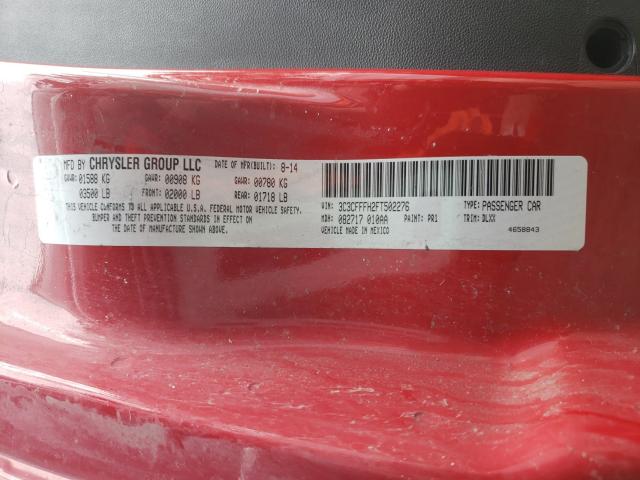 MFD BY CHRYSLER GROUP LLC DATE OF MFR(BUILT): 8-14
GAWR: 01588 KG GAWR: 00908 KG GAWR: 00780 KG
03500 LB FRONT: 02000 LB REAR: 01718 LB
THIS VEHICLE CONFORMS TO ALL APPLICABLE U.S.A. FEDERAL MOTOR VEHICLE SAFETY,
BUMPER AND THEFT PREVENTION STANDARDS IN EFFECT ON
THE DATE OF MANUFACTURE SHOWN ABOVE.
VIN: 3C3CFFFH2FT502276 TYPE: PASSENGER CAR
MDH: 082717 010AA PAINT: PR1 TRIM: DLXX
VEHICLE MADE IN MEXICO 4658843